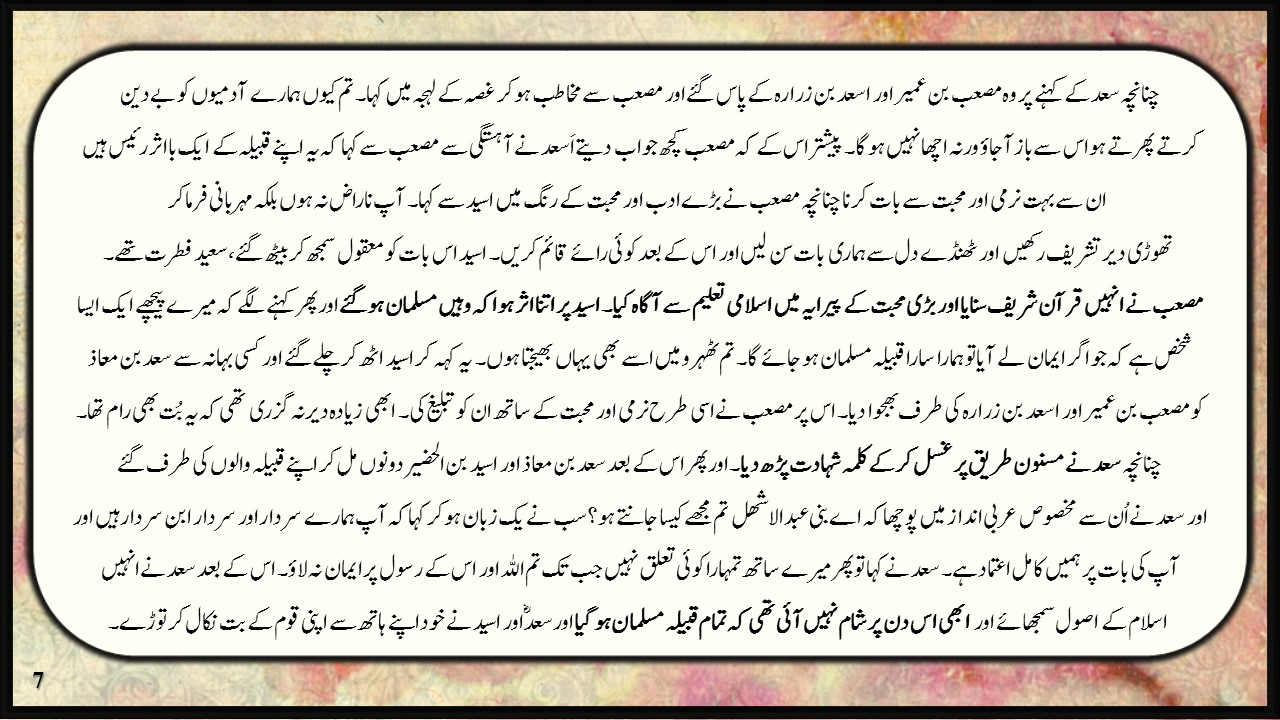 چنانچہ سعد کے کہنے پر وہ مصعب بن عمیر اور اسعد بن زرارہ کے پاس گئے اور مصعب سے مخاطب ہو کر غصہ کے لہجہ میں کہا۔ تم کیوں ہمارے آدمیوں کو بے دین
کرتے پھرتے ہو اس سے باز آجاؤ ورنہ اچھا نہیں ہو گا۔ پیشتر اس کے کہ مصعب کچھ جواب دیتے اَسعد نے آہستگی سے مصعب سے کہا کہ یہ اپنے قبیلہ کے ایک بااثر رئیس ہیں
ان سے بہت نرمی اور محبت سے بات کرنا چنانچہ مصعب نے بڑے ادب اور محبت کے رنگ میں اسید سے کہا۔ آپ ناراض نہ ہوں بلکہ مہربانی فرما کر
تھوڑی دیر تشریف رکھیں اور ٹھنڈے دل سے ہماری بات سن لیں اور اس کے بعد کوئی رائے قائم کریں۔ اسید اس بات کو معقول سمجھ کر بیٹھ گئے، سعید فطرت تھے۔
مصعب نے انہیں قرآن شریف سنایا اور بڑی محبت کے پیرایہ میں اسلامی تعلیم سے آگاہ کیا۔ اسید پر اتنا اثر ہوا کہ وہیں مسلمان ہو گئے اور پھر کہنے لگے کہ میرے پیچھے ایک ایسا
شخص ہے کہ جو اگر ایمان لے آیا تو ہمارا سارا قبیلہ مسلمان ہو جائے گا۔ تم ٹھہرو میں اسے بھی یہاں بھیجتا ہوں۔ یہ کہہ کر اسید اٹھ کر چلے گئے اور کسی بہانہ سے سعد بن معاذ
کو مصعب بن عمیر اور اسعد بن زرارہ کی طرف بھجوا دیا۔ اس پر مصعب نے اسی طرح نرمی اور محبت کے ساتھ ان کو تبلیغ کی۔ ابھی زیادہ دیر نہ گزری تھی کہ یہ بُت بھی رام تھا۔
چنانچہ سعد نے مسنون طریق پر غسل کر کے کلمہ شہادت پڑھ دیا۔ اور پھر اس کے بعد سعد بن معاذ اور اسید بن الحضیر دونوں مل کر اپنے قبیلہ والوں کی طرف گئے
اور سعد نے اُن سے مخصوص عربی انداز میں پوچھا کہ اے بنی عبد الاشھل تم مجھے کیسا جانتے ہو؟ سب نے یک زبان ہو کر کہا کہ آپ ہمارے سردار اور سردار ابن سردار ہیں اور
آپ کی بات پر ہمیں کامل اعتماد ہے۔ سعد نے کہا تو پھر میرے ساتھ تمہارا کوئی تعلق نہیں جب تک تم اللہ اور اس کے رسول پر ایمان نہ لاؤ۔ اس کے بعد سعد نے انہیں
اسلام کے اصول سمجھائے اور ابھی اس دن پر شام نہیں آئی تھی کہ تمام قبیلہ مسلمان ہو گیا اور سعدؓ اور اسید نے خود اپنے ہاتھ سے اپنی قوم کے بت نکال کر توڑے۔
7